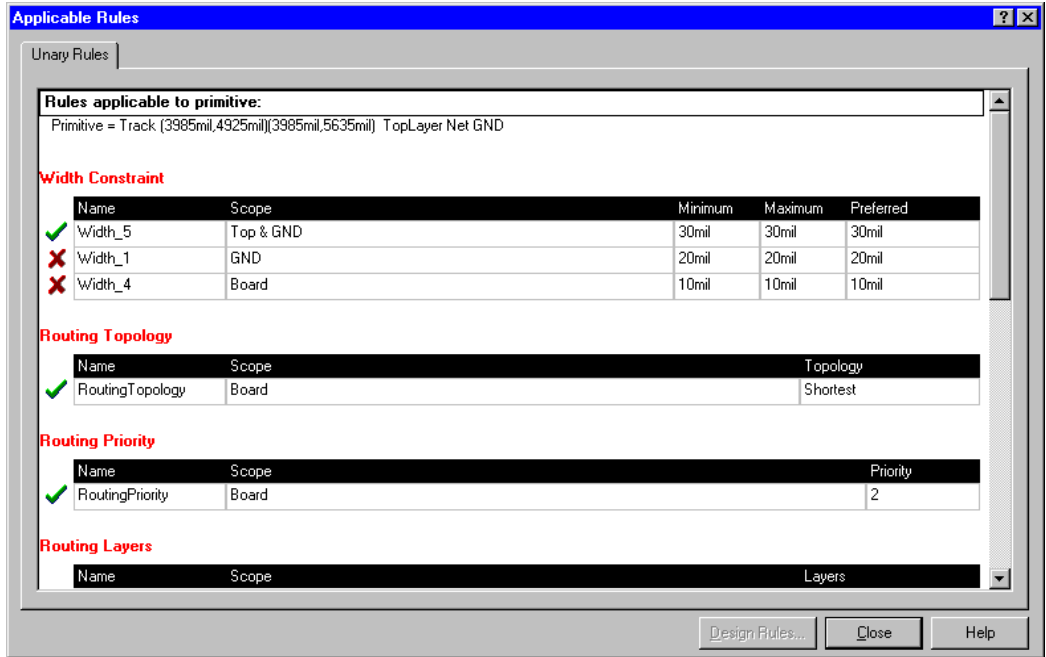 Applicable Rules
Unary Rules
Rules applicable to primitive:
Primitive = Track (3985mil,4925mil)(3985mil,5635mil) TopLayer Net GND
Width Constraint
Name Scope Minimum Maximum Preferred
Width_5 Top & GND 30mil 30mil 30mil
Width_1 GND 20mil 20mil 20mil
Width_4 Board 10mil 10mil 10mil
Routing Topology
Name Scope Topology
RoutingTopology Board Shortest
Routing Priority
Name Scope Priority
RoutingPriority Board 2
Routing Layers
Name Scope Layers
Design Rules... Close Help